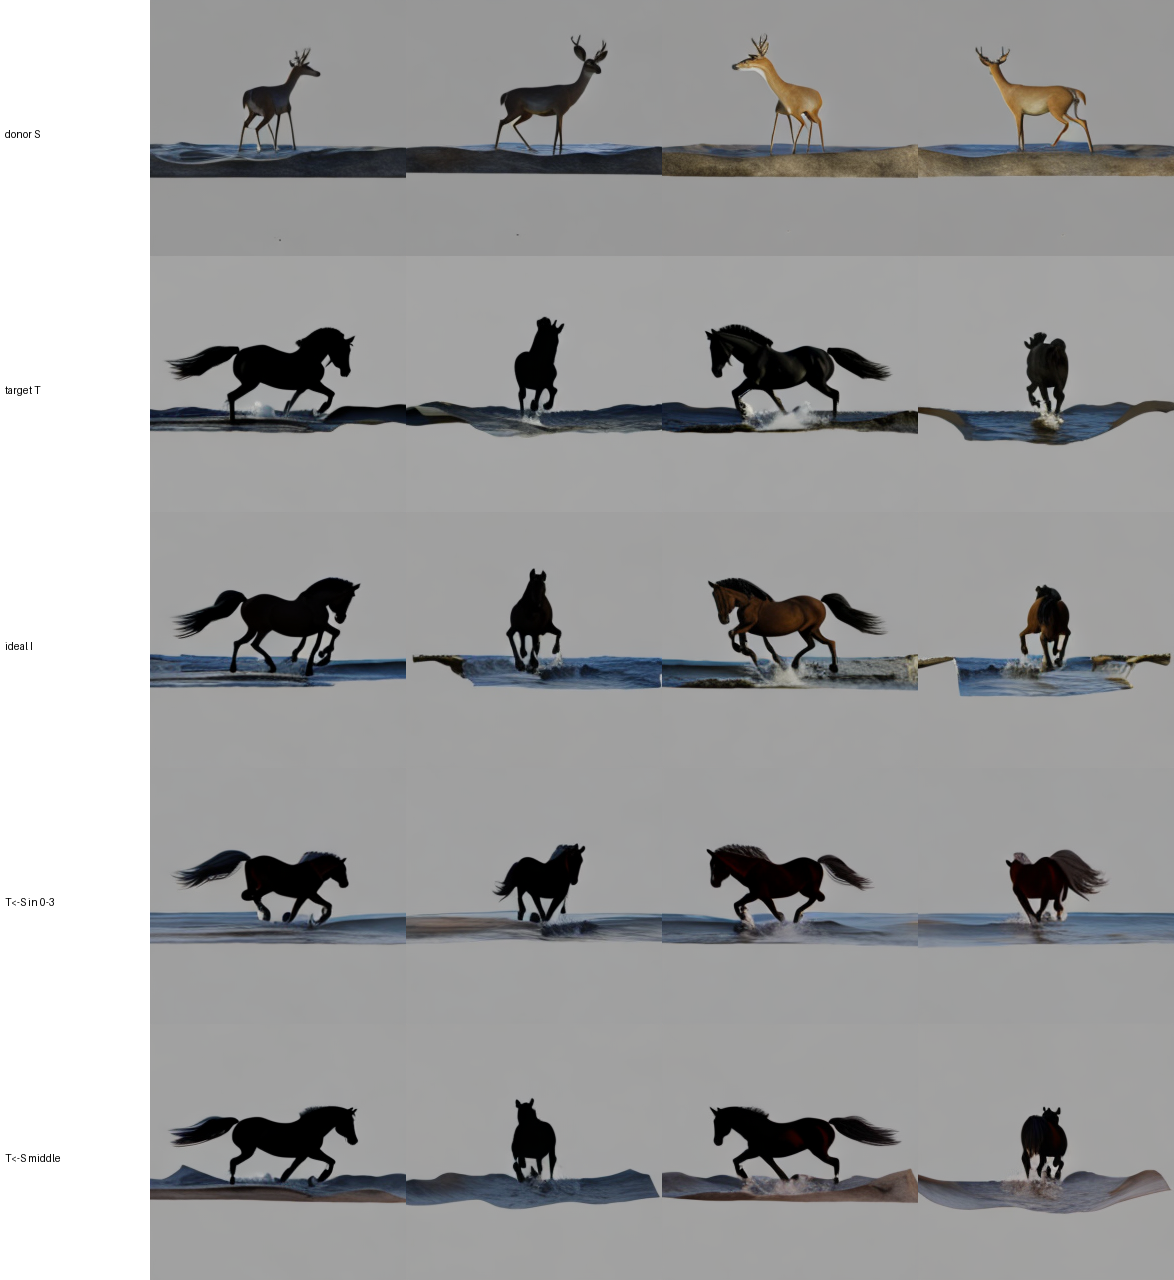 donor S
target T
ideal I
T<-S in 0-3
T<-S middle